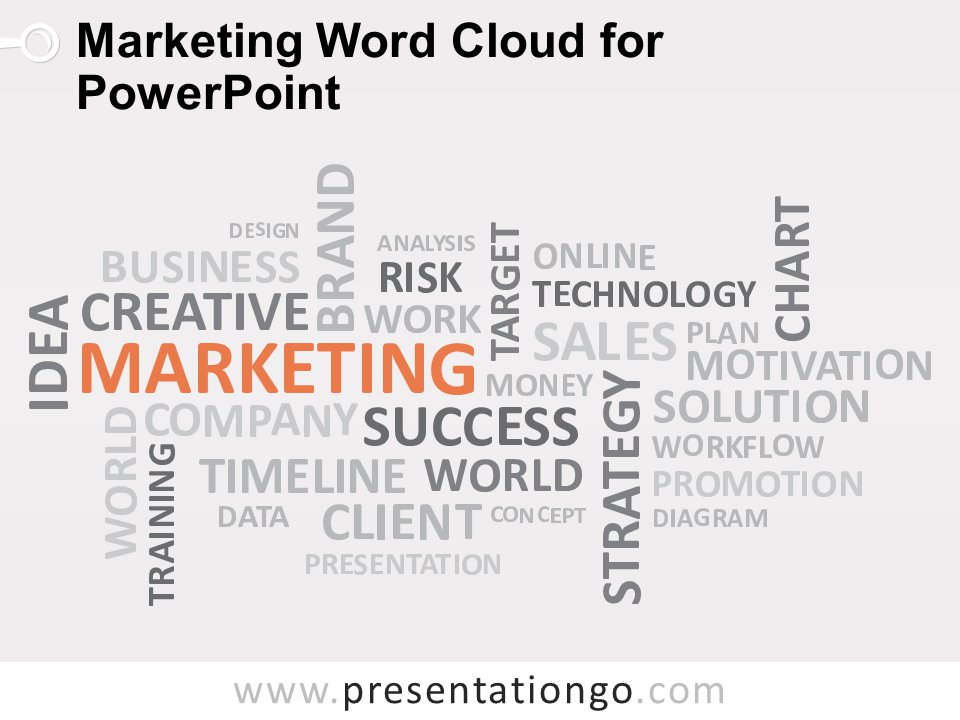 Marketing Word Cloud for
PowerPoint
BRAND
DESIGN
ANALYSIS
TARGET
ONLINE
CHART
BUSINESS
RISK
TECHNOLOGY
IDEA
CREATIVE
WORK
SALES
PLAN
MARKETING
MONEY
MOTIVATION
WORLD
COMPANY
SUCCESS
STRATEGY
SOLUTION
TRAINING
TIMELINE
WORLD
WORKFLOW
PROMOTION
DATA
CLIENT
CONCEPT
DIAGRAM
PRESENTATION
www.presentationgo.com